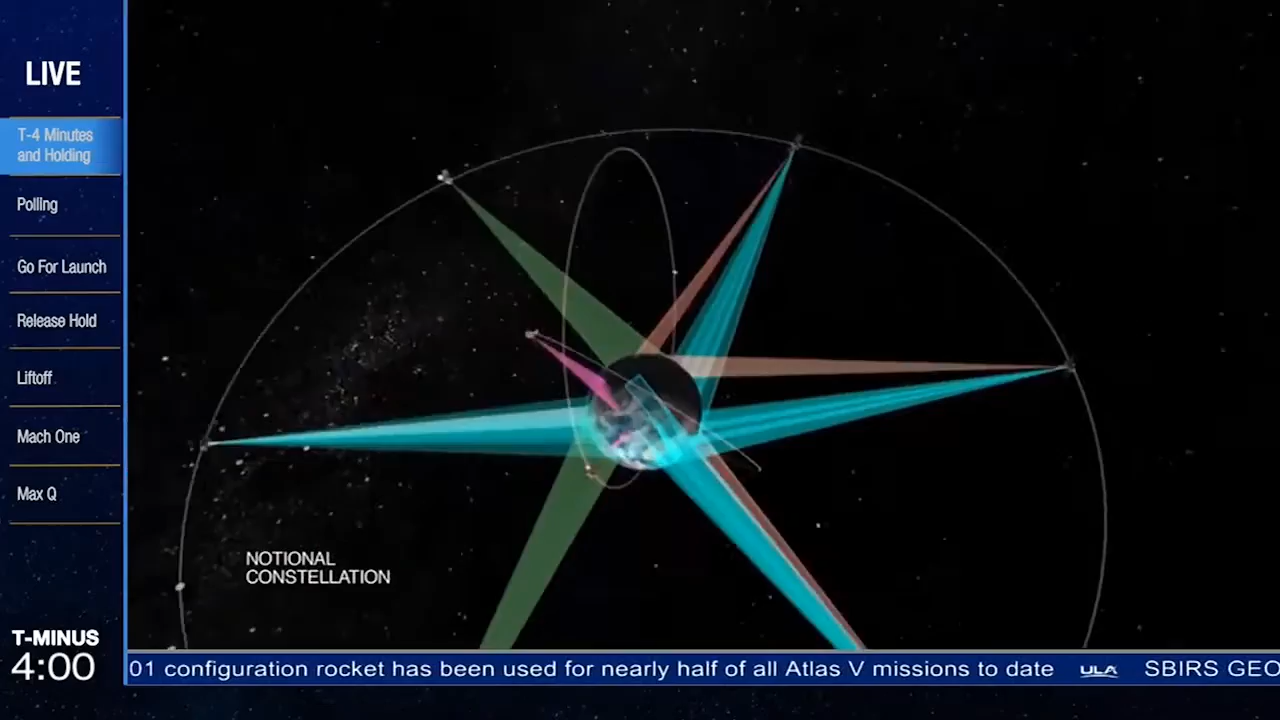 LIVE
T-4 Minutes
and Holding
Polling
Go For Launch
Release Hold
Liftoff
Mach One
Max Q
NOTIONAL
CONSTELLATION
T-MINUS
4:00
01 configuration rocket has been used for nearly half of all Atlas V missions to date ULA SBIRS GEO